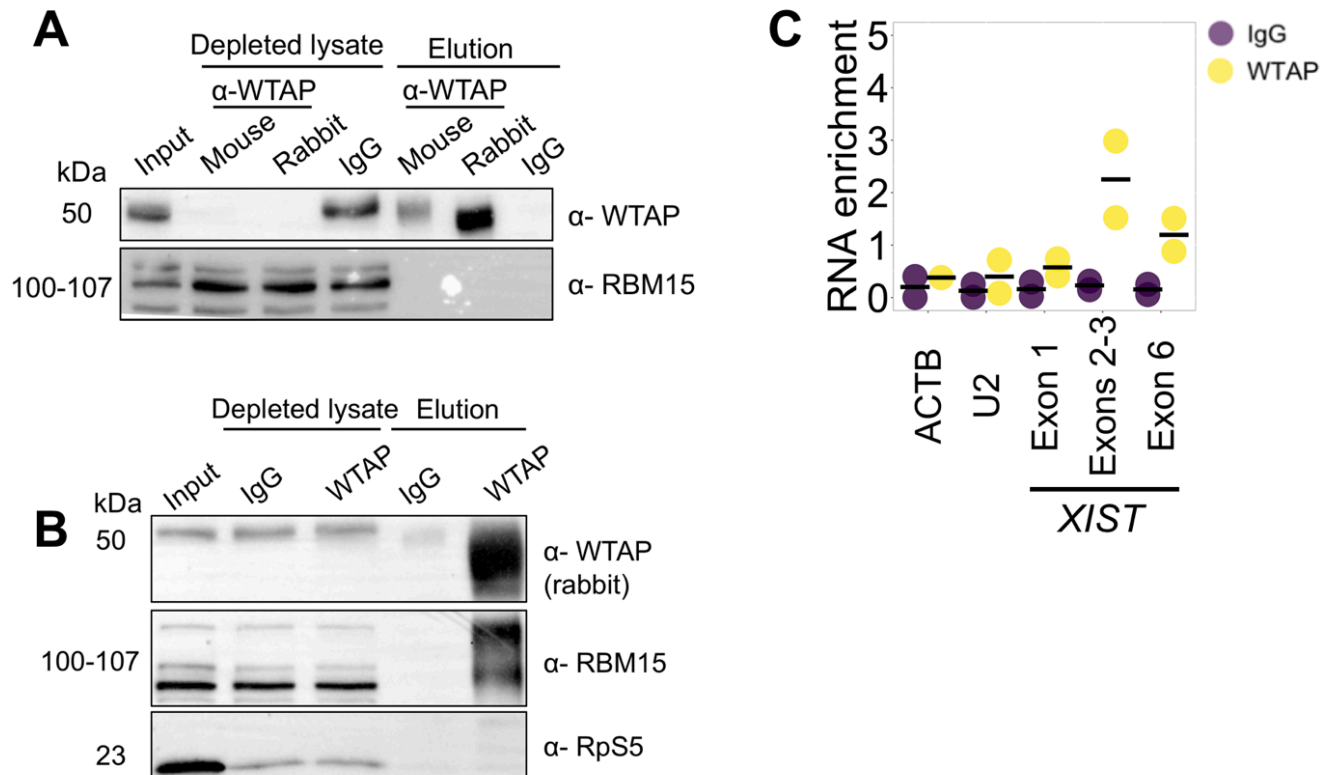 A
Depleted lysate Elution
α-WTAP α-WTAP
Input Mouse Rabbit IgG Mouse Rabbit IgG
kDa
50 α- WTAP
100-107 α- RBM15
B
Depleted lysate Elution
Input IgG WTAP IgG WTAP
kDa
50 α- WTAP
(rabbit)
100-107 α- RBM15
23 α- RpS5
C
RNA enrichment
5
4
3
2
1
0
IgG
WTAP
ACTB U2 Exon 1 Exons 2-3 Exon 6
XIST